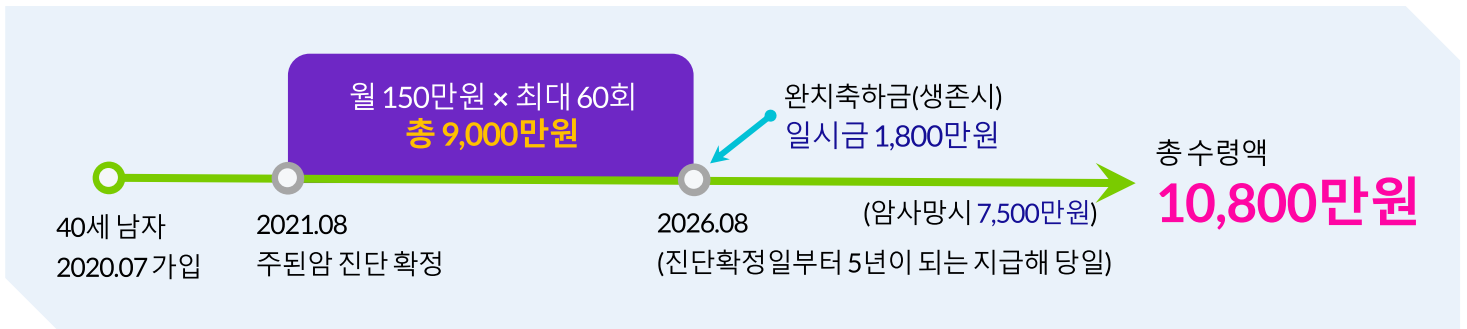 월 150만원 × 최대 60회
총 9,000만원
완치축하금(생존시)
일시금 1,800만원
총 수령액
10,800만원
(암사망시 7,500만원)
40세 남자
2020.07 가입
2021.08
주된암 진단 확정
2026.08
(진단확정일부터 5년이 되는 지급해 당일)